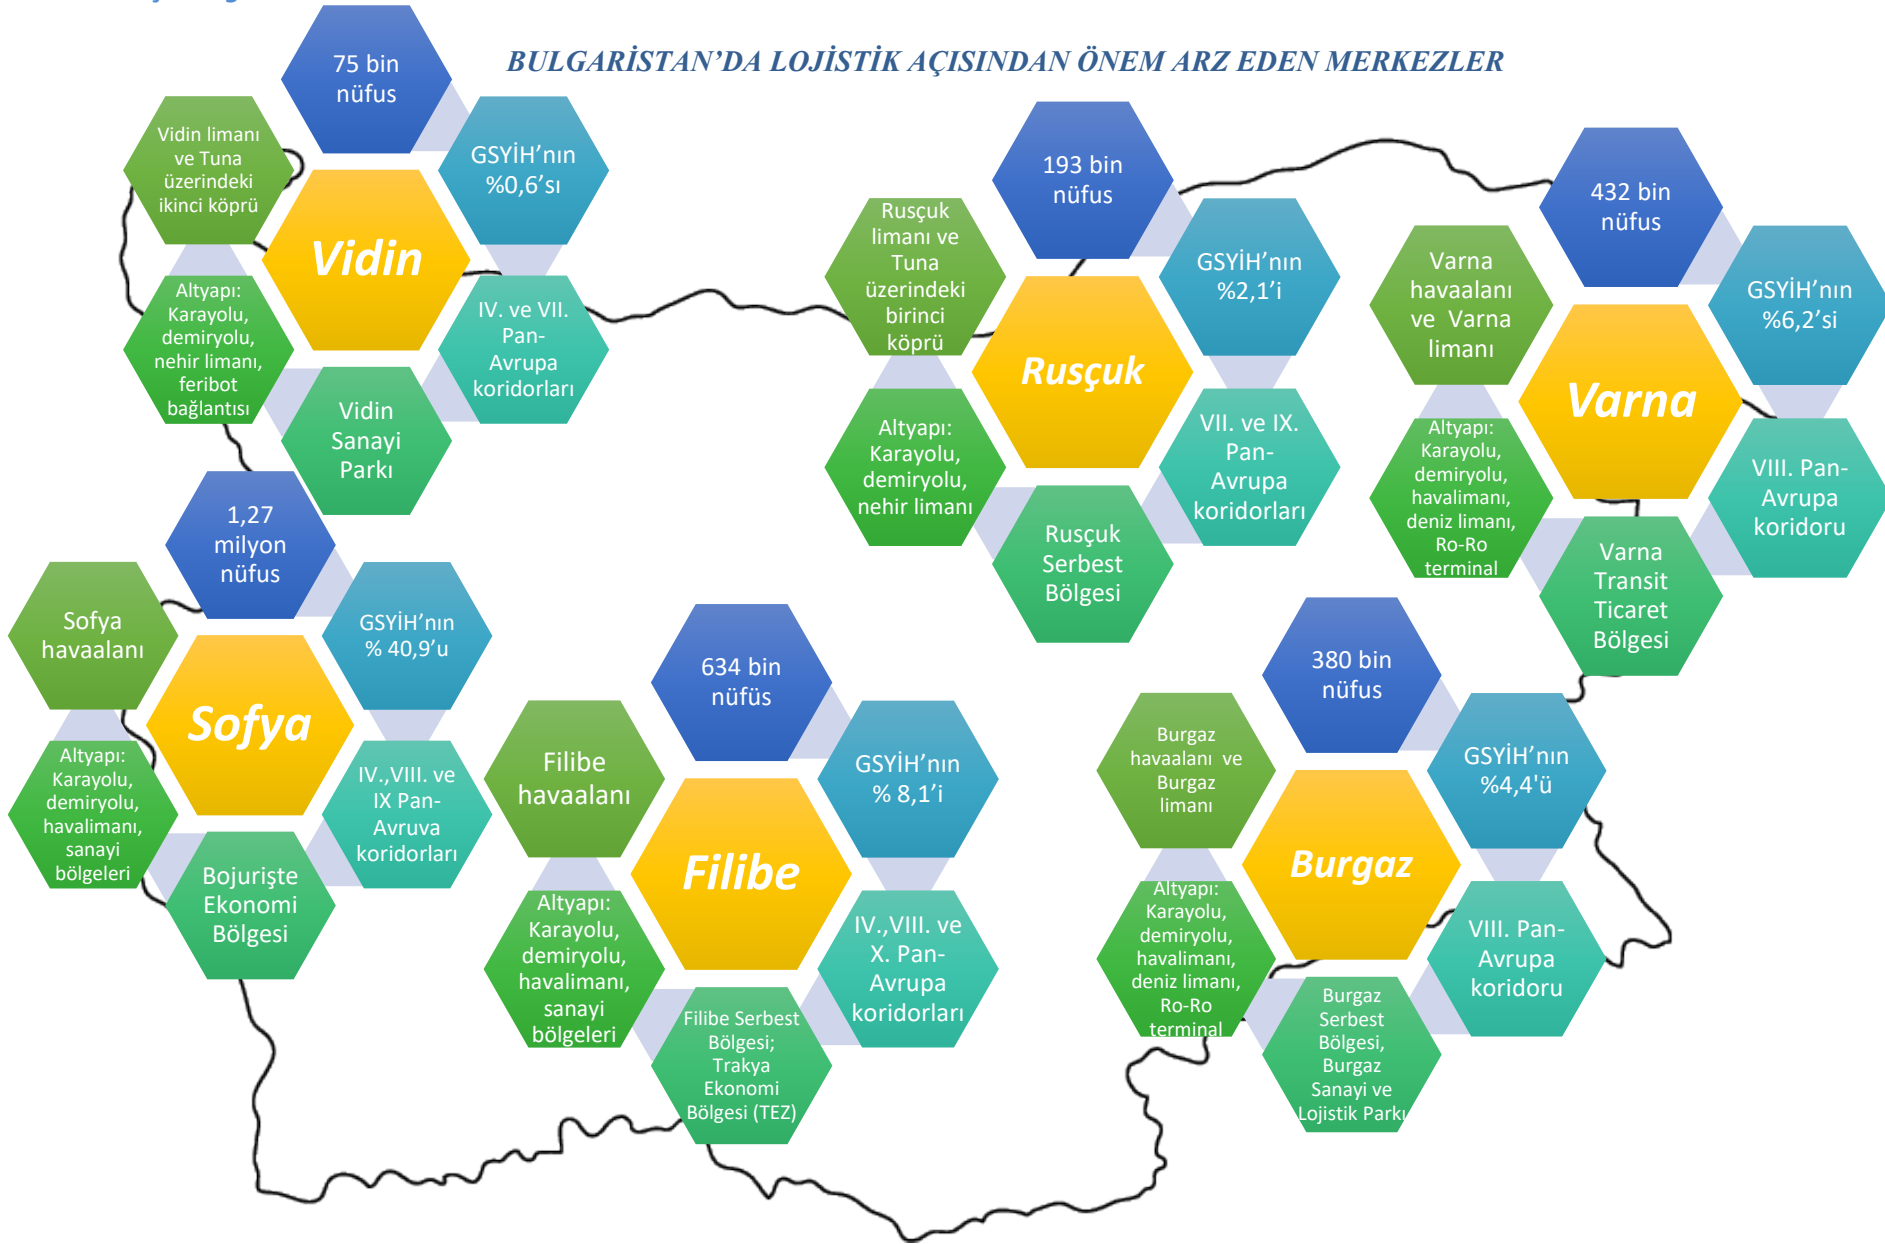 BULGARİSTAN’DA LOJİSTİK AÇISINDAN ÖNEM ARZ EDEN MERKEZLER
75 bin
nüfus
Vidin limanı
ve Tuna
üzerindeki
ikinci köprü
GSYİH’nın
%0,6’sı
Vidin
Altyapı:
Karayolu,
demiryolu,
nehir limanı,
feribot
bağlantısı
IV. ve VII.
Pan-
Avrupa
koridorları
Vidin
Sanayi
Parkı
193 bin
nüfus
Rusçuk
limanı ve
Tuna
üzerindeki
birinci
köprü
GSYİH’nın
%2,1’i
Rusçuk
Altyapı:
Karayolu,
demiryolu,
nehir limanı
VII. ve IX.
Pan-
Avrupa
koridorları
Rusçuk
Serbest
Bölgesi
432 bin
nüfus
Varna
havaalanı
ve Varna
limanı
GSYİH’nın
%6,2’si
Varna
Altyapı:
Karayolu,
demiryolu,
havalimanı,
deniz limanı,
Ro-Ro
terminal
VIII. Pan-
Avrupa
koridoru
Varna
Transit
Ticaret
Bölgesi
1,27
milyon
nüfus
Sofya
havaalanı
GSYİH’nın
% 40,9’u
Sofya
Altyapı:
Karayolu,
demiryolu,
havalimanı,
sanayi
bölgeleri
IV.,VIII. ve
IX Pan-
Avruva
koridorları
Bojurişte
Ekonomi
Bölgesi
634 bin
nüfüs
Filibe
havaalanı
GSYİH’nın
% 8,1’i
Filibe
Altyapı:
Karayolu,
demiryolu,
havalimanı,
sanayi
bölgeleri
IV.,VIII. ve
X. Pan-
Avrupa
koridorları
Filibe Serbest
Bölgesi;
Trakya
Ekonomi
Bölgesi (TEZ)
380 bin
nüfus
Burgaz
havaalanı ve
Burgaz
limanı
GSYİH’nın
%4,4'ü
Burgaz
Altyapı:
Karayolu,
demiryolu,
havalimanı,
deniz limanı,
Ro-Ro
terminal
VIII. Pan-
Avrupa
koridoru
Burgaz
Serbest
Bölgesi,
Burgaz
Sanayi ve
Lojistik Parkı